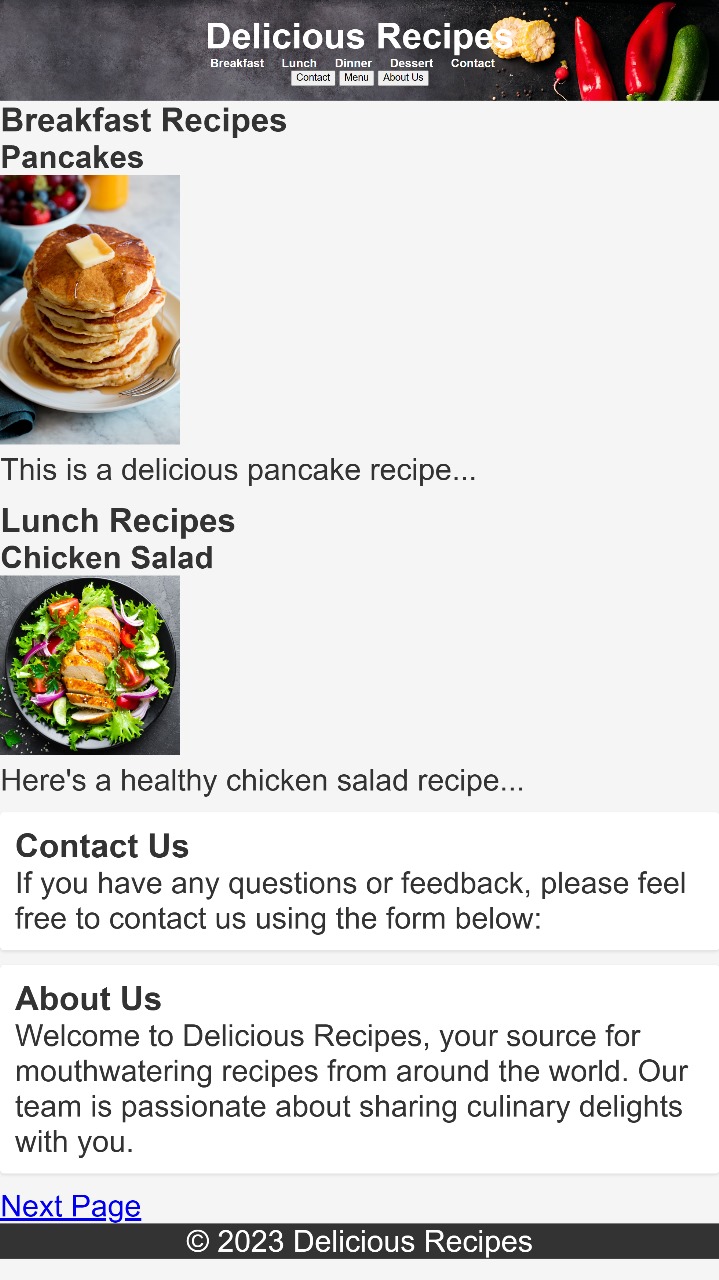 Delicious Recipes
Breakfast Lunch Dinner Dessert Contact
Contact Menu About Us
Breakfast Recipes
Pancakes
This is a delicious pancake recipe...
Lunch Recipes
Chicken Salad
Here's a healthy chicken salad recipe...
Contact Us
If you have any questions or feedback, please feel
free to contact us using the form below:
About Us
Welcome to Delicious Recipes, your source for
mouthwatering recipes from around the world. Our
team is passionate about sharing culinary delights
with you.
Next Page
© 2023 Delicious Recipes